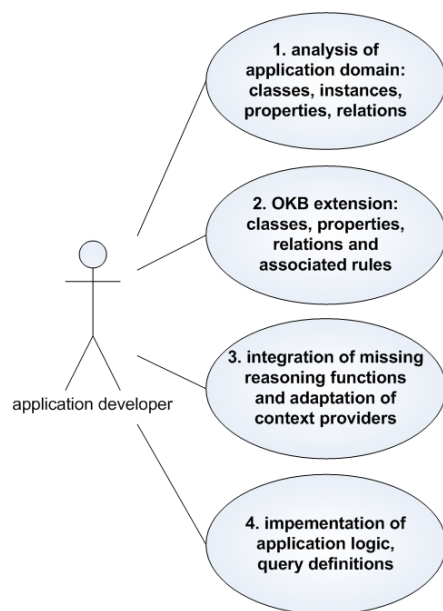 1. analysis of
application domain:
classes, instances,
properties, relations
2. OKB extension:
classes, properties,
relations and
associated rules
3. integration of missing
reasoning functions
and adaptation of
context providers
application developer
4. impementation of
application logic,
query definitions